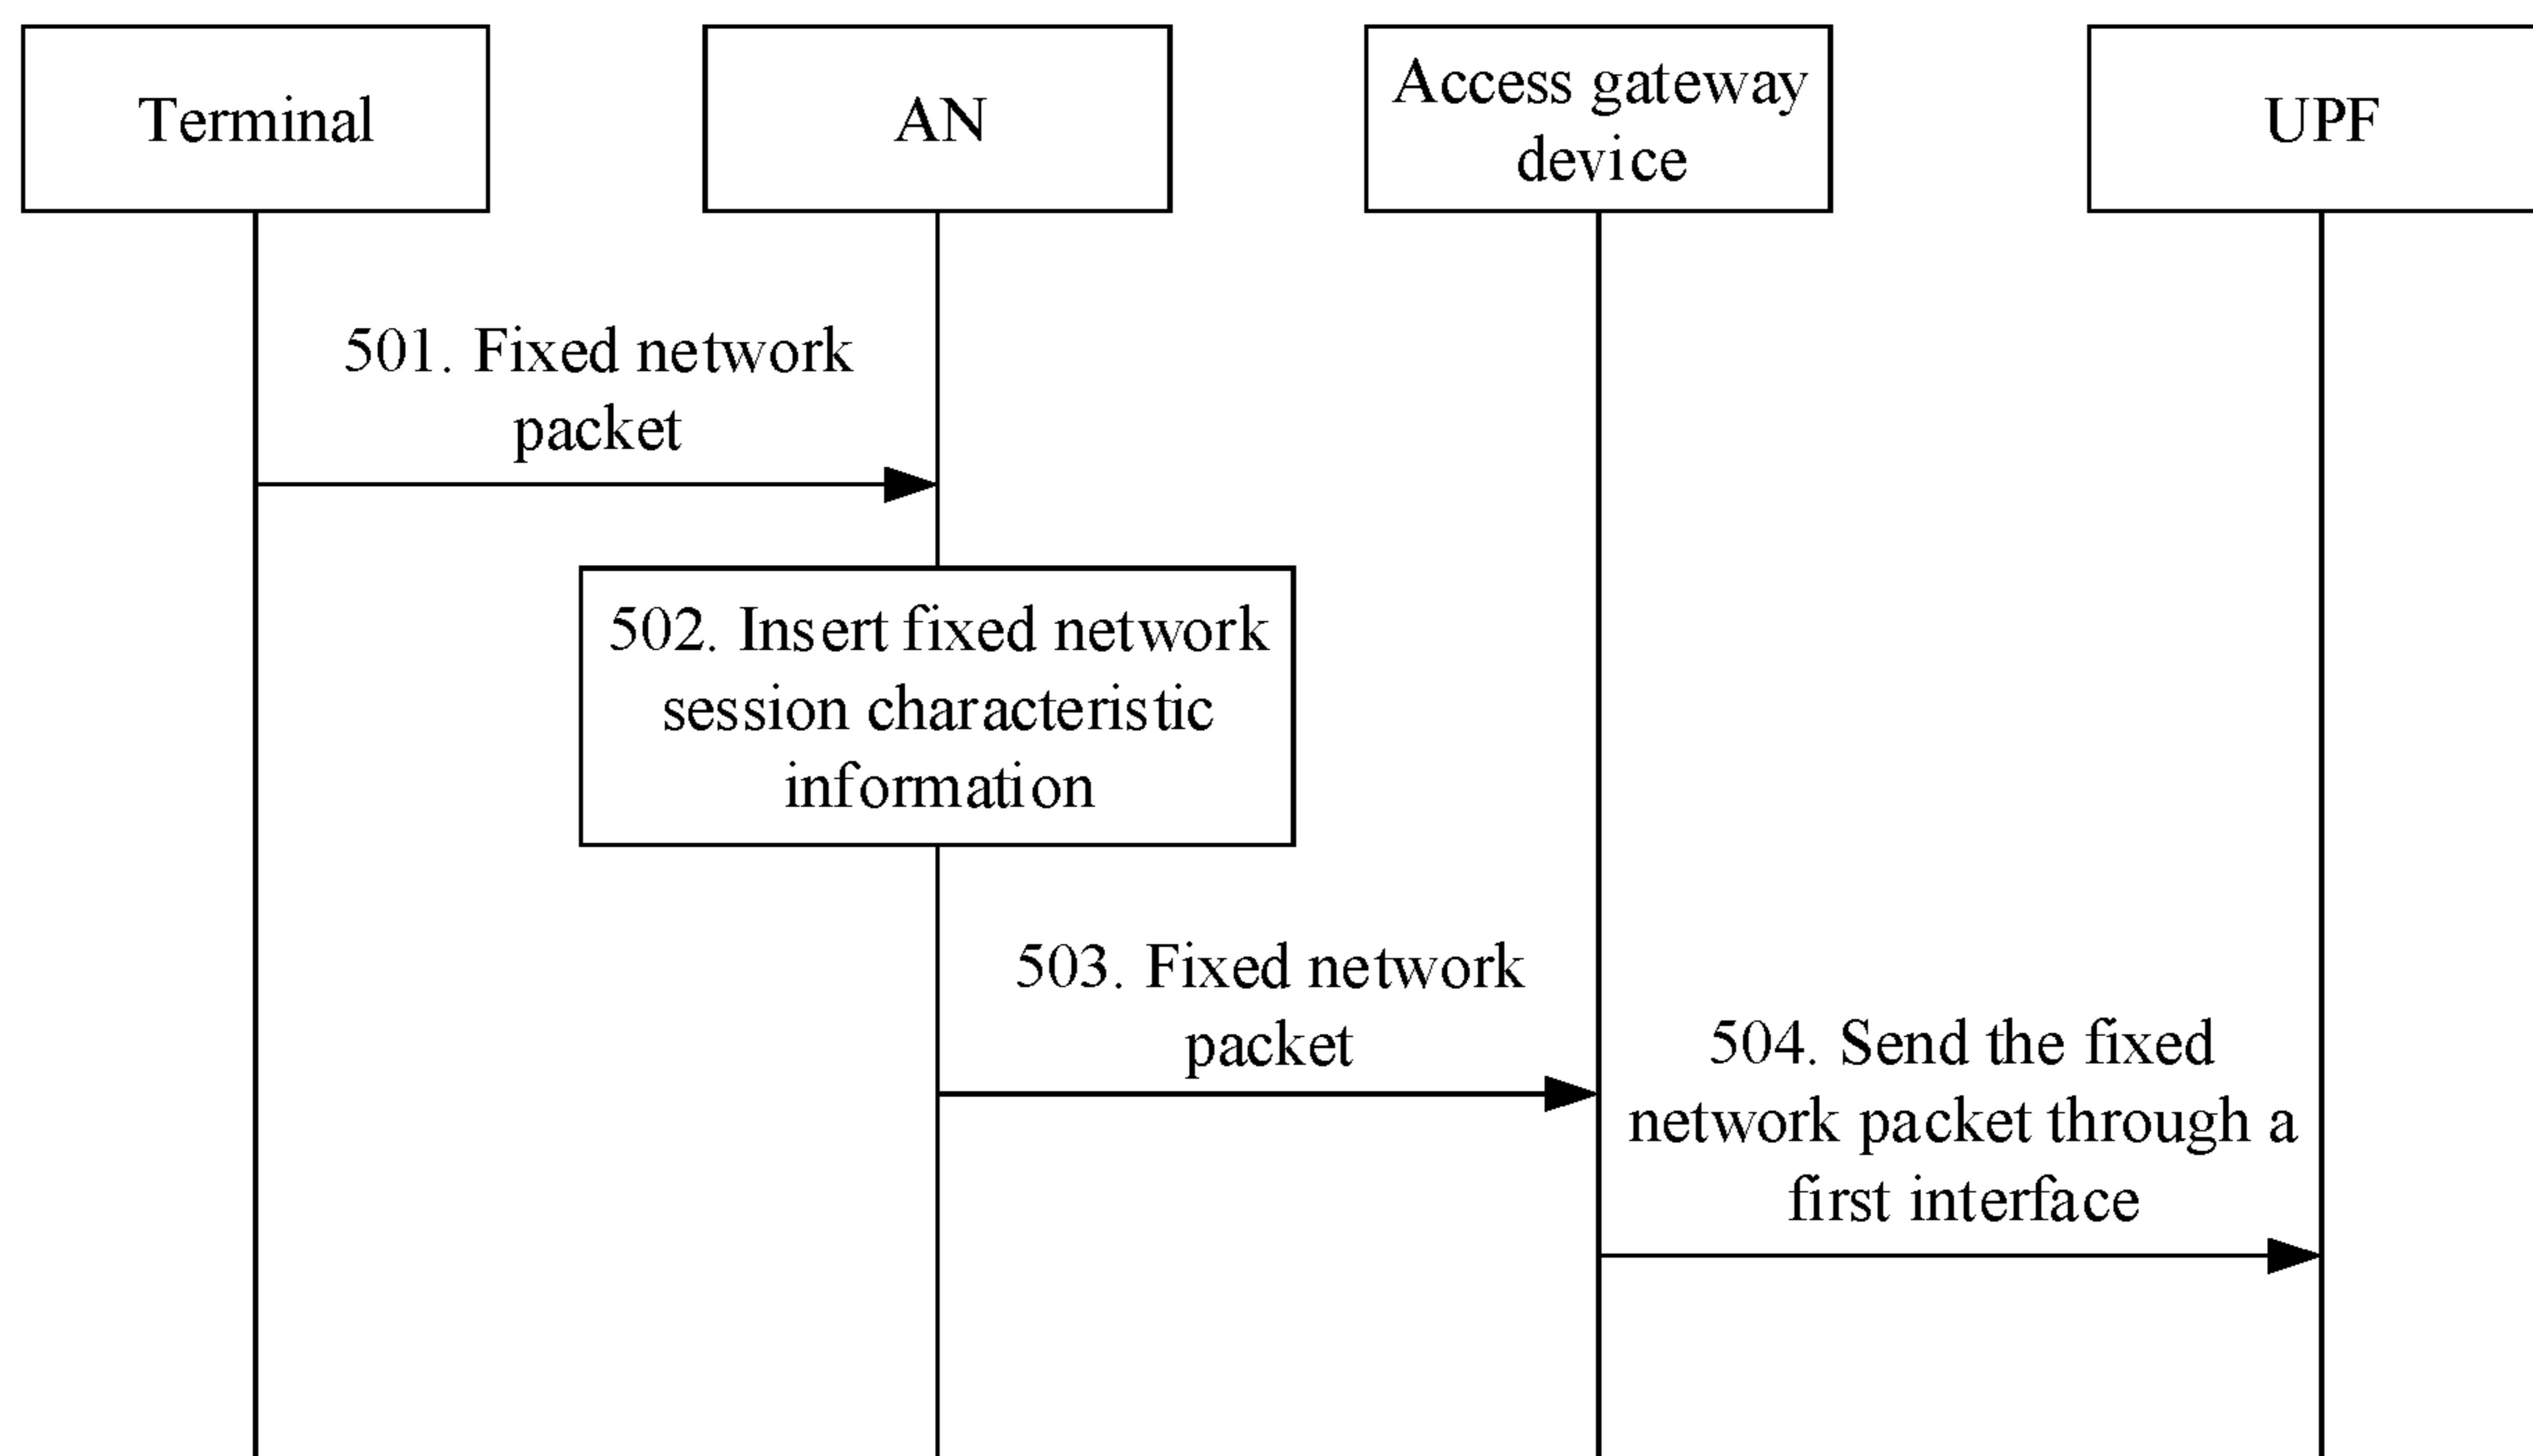 Terminal
AN
Access gateway
device
UPF
501. Fixed network
packet
502. Insert fixed network
session characteristic
information
503. Fixed network
packet
504. Send the fixed
network packet through a
first interface